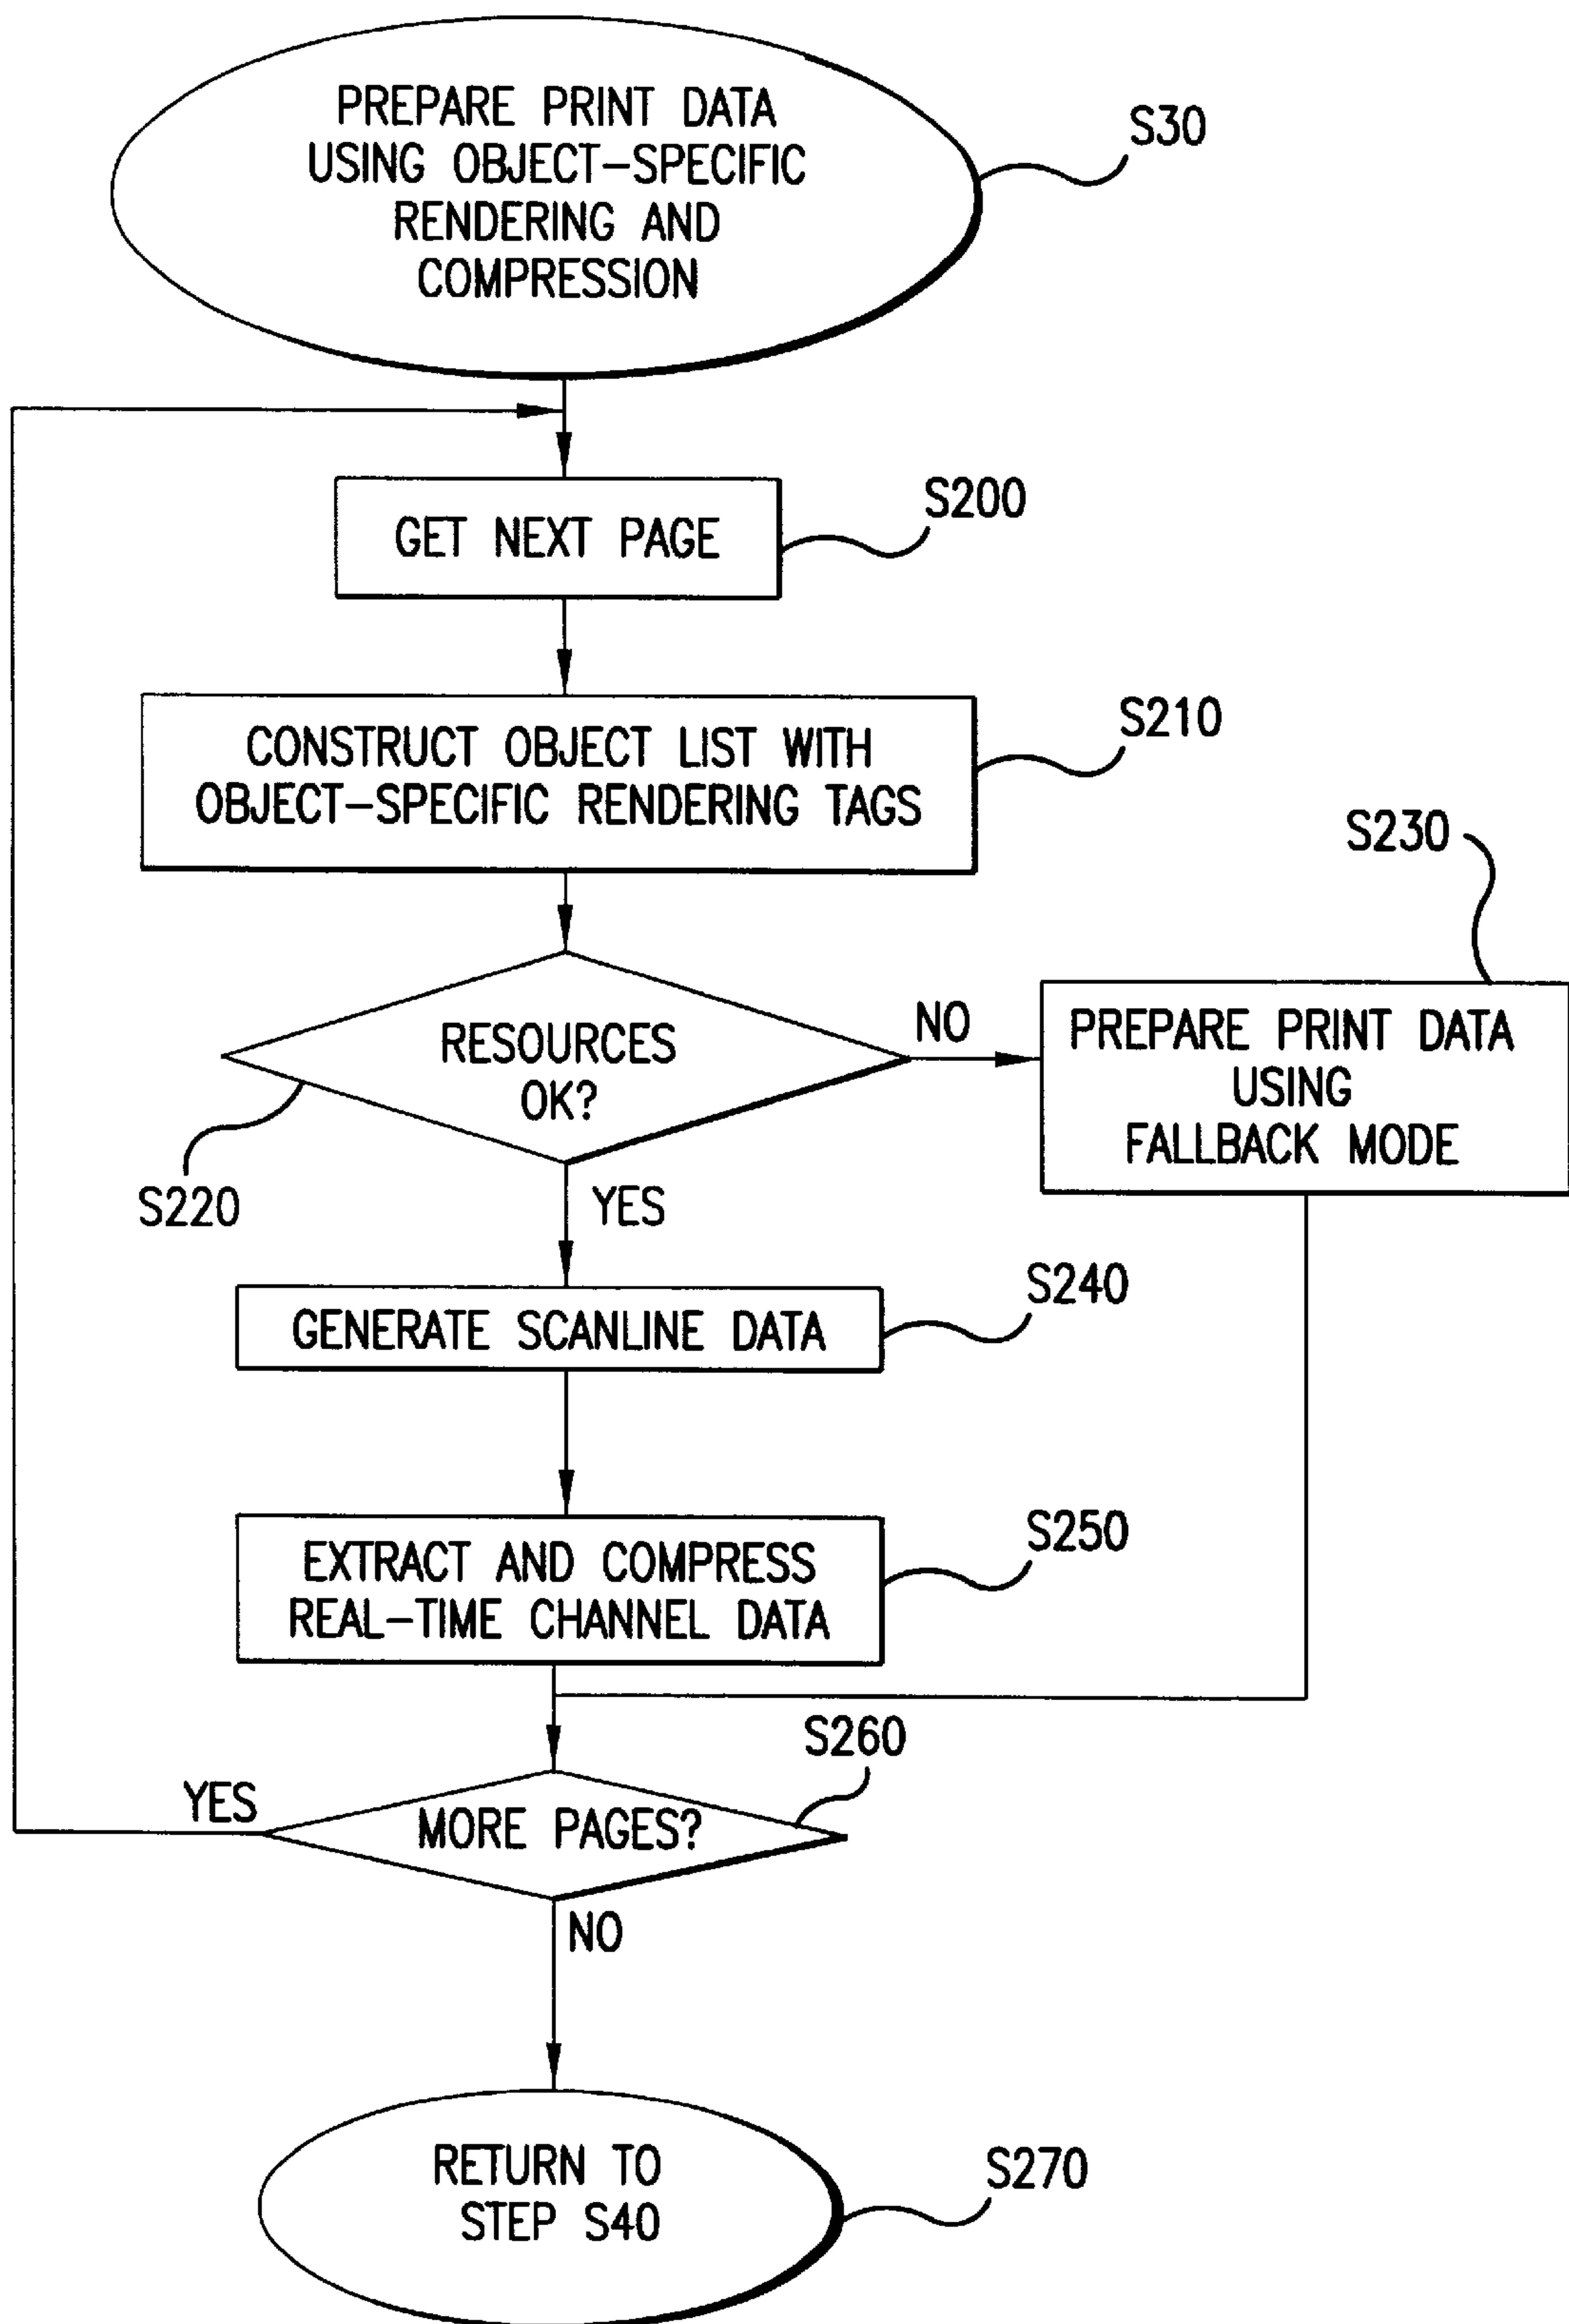 PREPARE PRINT DATA
USING OBJECT-SPECIFIC
RENDERING AND
COMPRESSION
S30
GET NEXT PAGE
S200
CONSTRUCT OBJECT LIST WITH
OBJECT-SPECIFIC RENDERING TAGS
S210
RESOURCES
OK?
S220
NO
YES
PREPARE PRINT DATA
USING
FALLBACK MODE
S230
GENERATE SCANLINE DATA
S240
EXTRACT AND COMPRESS
REAL-TIME CHANNEL DATA
S250
MORE PAGES?
S260
YES
NO
RETURN TO
STEP S40
S270